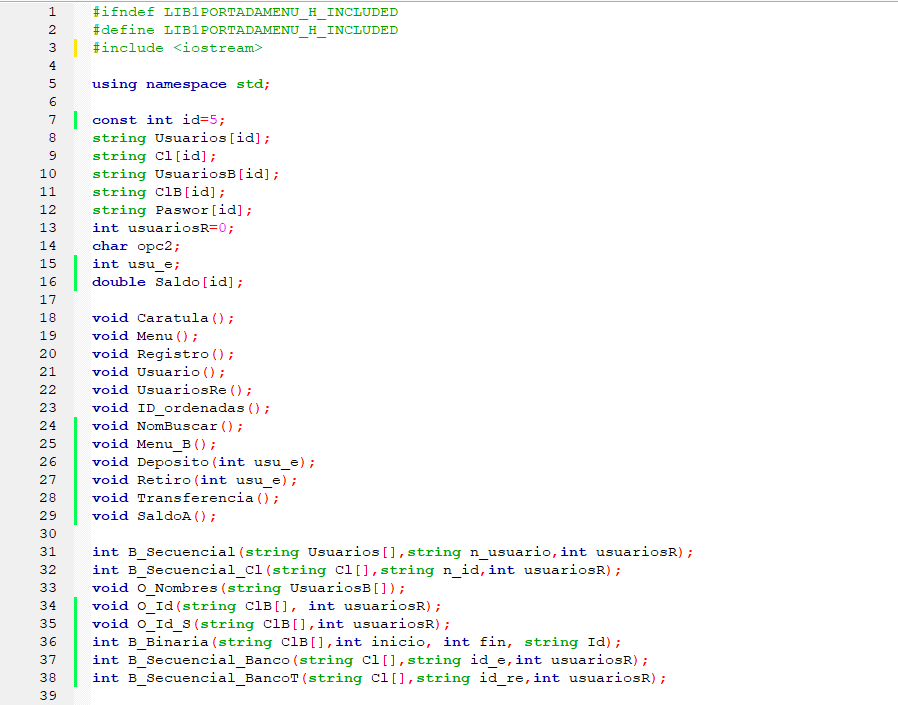 1 #ifndef LIB1PORTADAMENU_H_INCLUDED
2 #define LIB1PORTADAMENU_H_INCLUDED
3 #include <iostream>
4
5 using namespace std;
6
7 const int id=5;
8 string Usuarios[id];
9 string Cl[id];
10 string UsuariosB[id];
11 string ClB[id];
12 string Paswor[id];
13 int usuariosR=0;
14 char opc2;
15 int usu_e;
16 double Saldo[id];
17
18 void Caratula();
19 void Menu();
20 void Registro();
21 void Usuario();
22 void UsuariosRe();
23 void ID_ordenadas();
24 void NomBuscar();
25 void Menu_B();
26 void Deposito(int usu_e);
27 void Retiro(int usu_e);
28 void Transferencia();
29 void SaldoA();
30
31 int B_Secuencial(string Usuarios[],string n_usuario,int usuariosR);
32 int B_Secuencial_Cl(string Cl[],string n_id,int usuariosR);
33 void O_Nombres(string UsuariosB[]);
34 void O_Id(string ClB[], int usuariosR);
35 void O_Id_S(string ClB[],int usuariosR);
36 int B_Binaria(string ClB[],int inicio, int fin, string Id);
37 int B_Secuencial_Banco(string Cl[],string id_e,int usuariosR);
38 int B_Secuencial_BancoT(string Cl[],string id_re,int usuariosR);
39